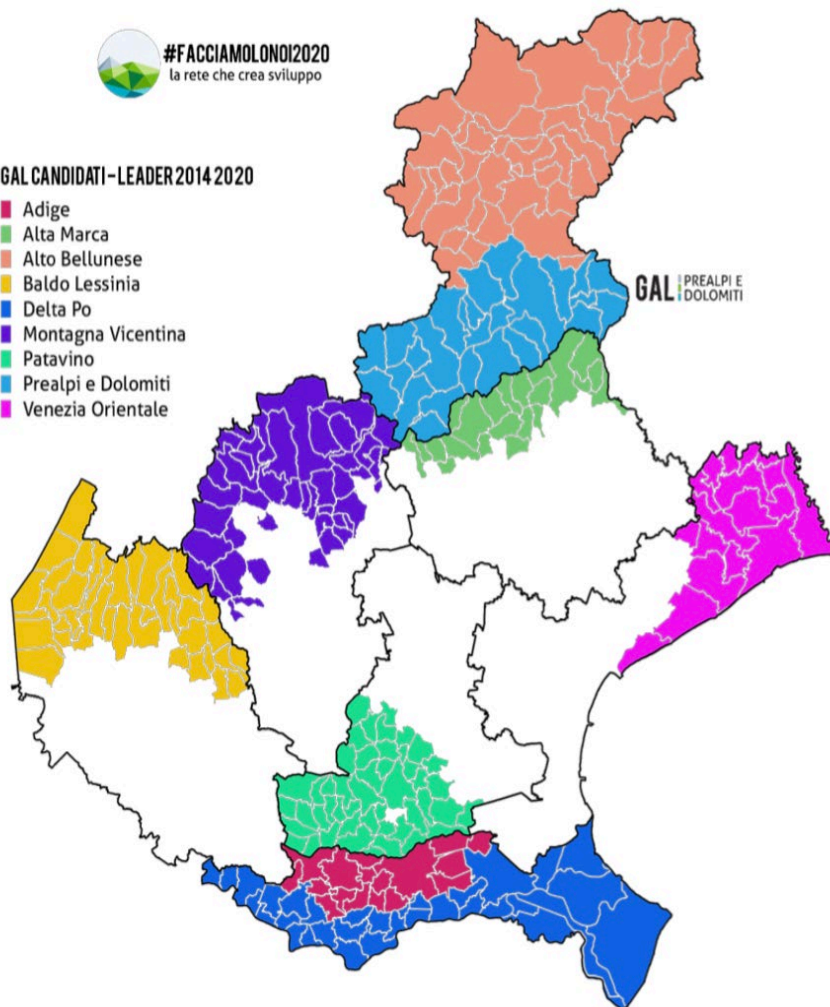 #FACCIAMOLONOI2020
la rete che crea sviluppo
GAL CANDIDATI - LEADER 2014 2020
Adige
Alta Marca
Alto Bellunese
Baldo Lessinia
Delta Po
Montagna Vicentina
Patavino
Prealpi e Dolomiti
Venezia Orientale
GAL PREALPI E
DOLOMITI